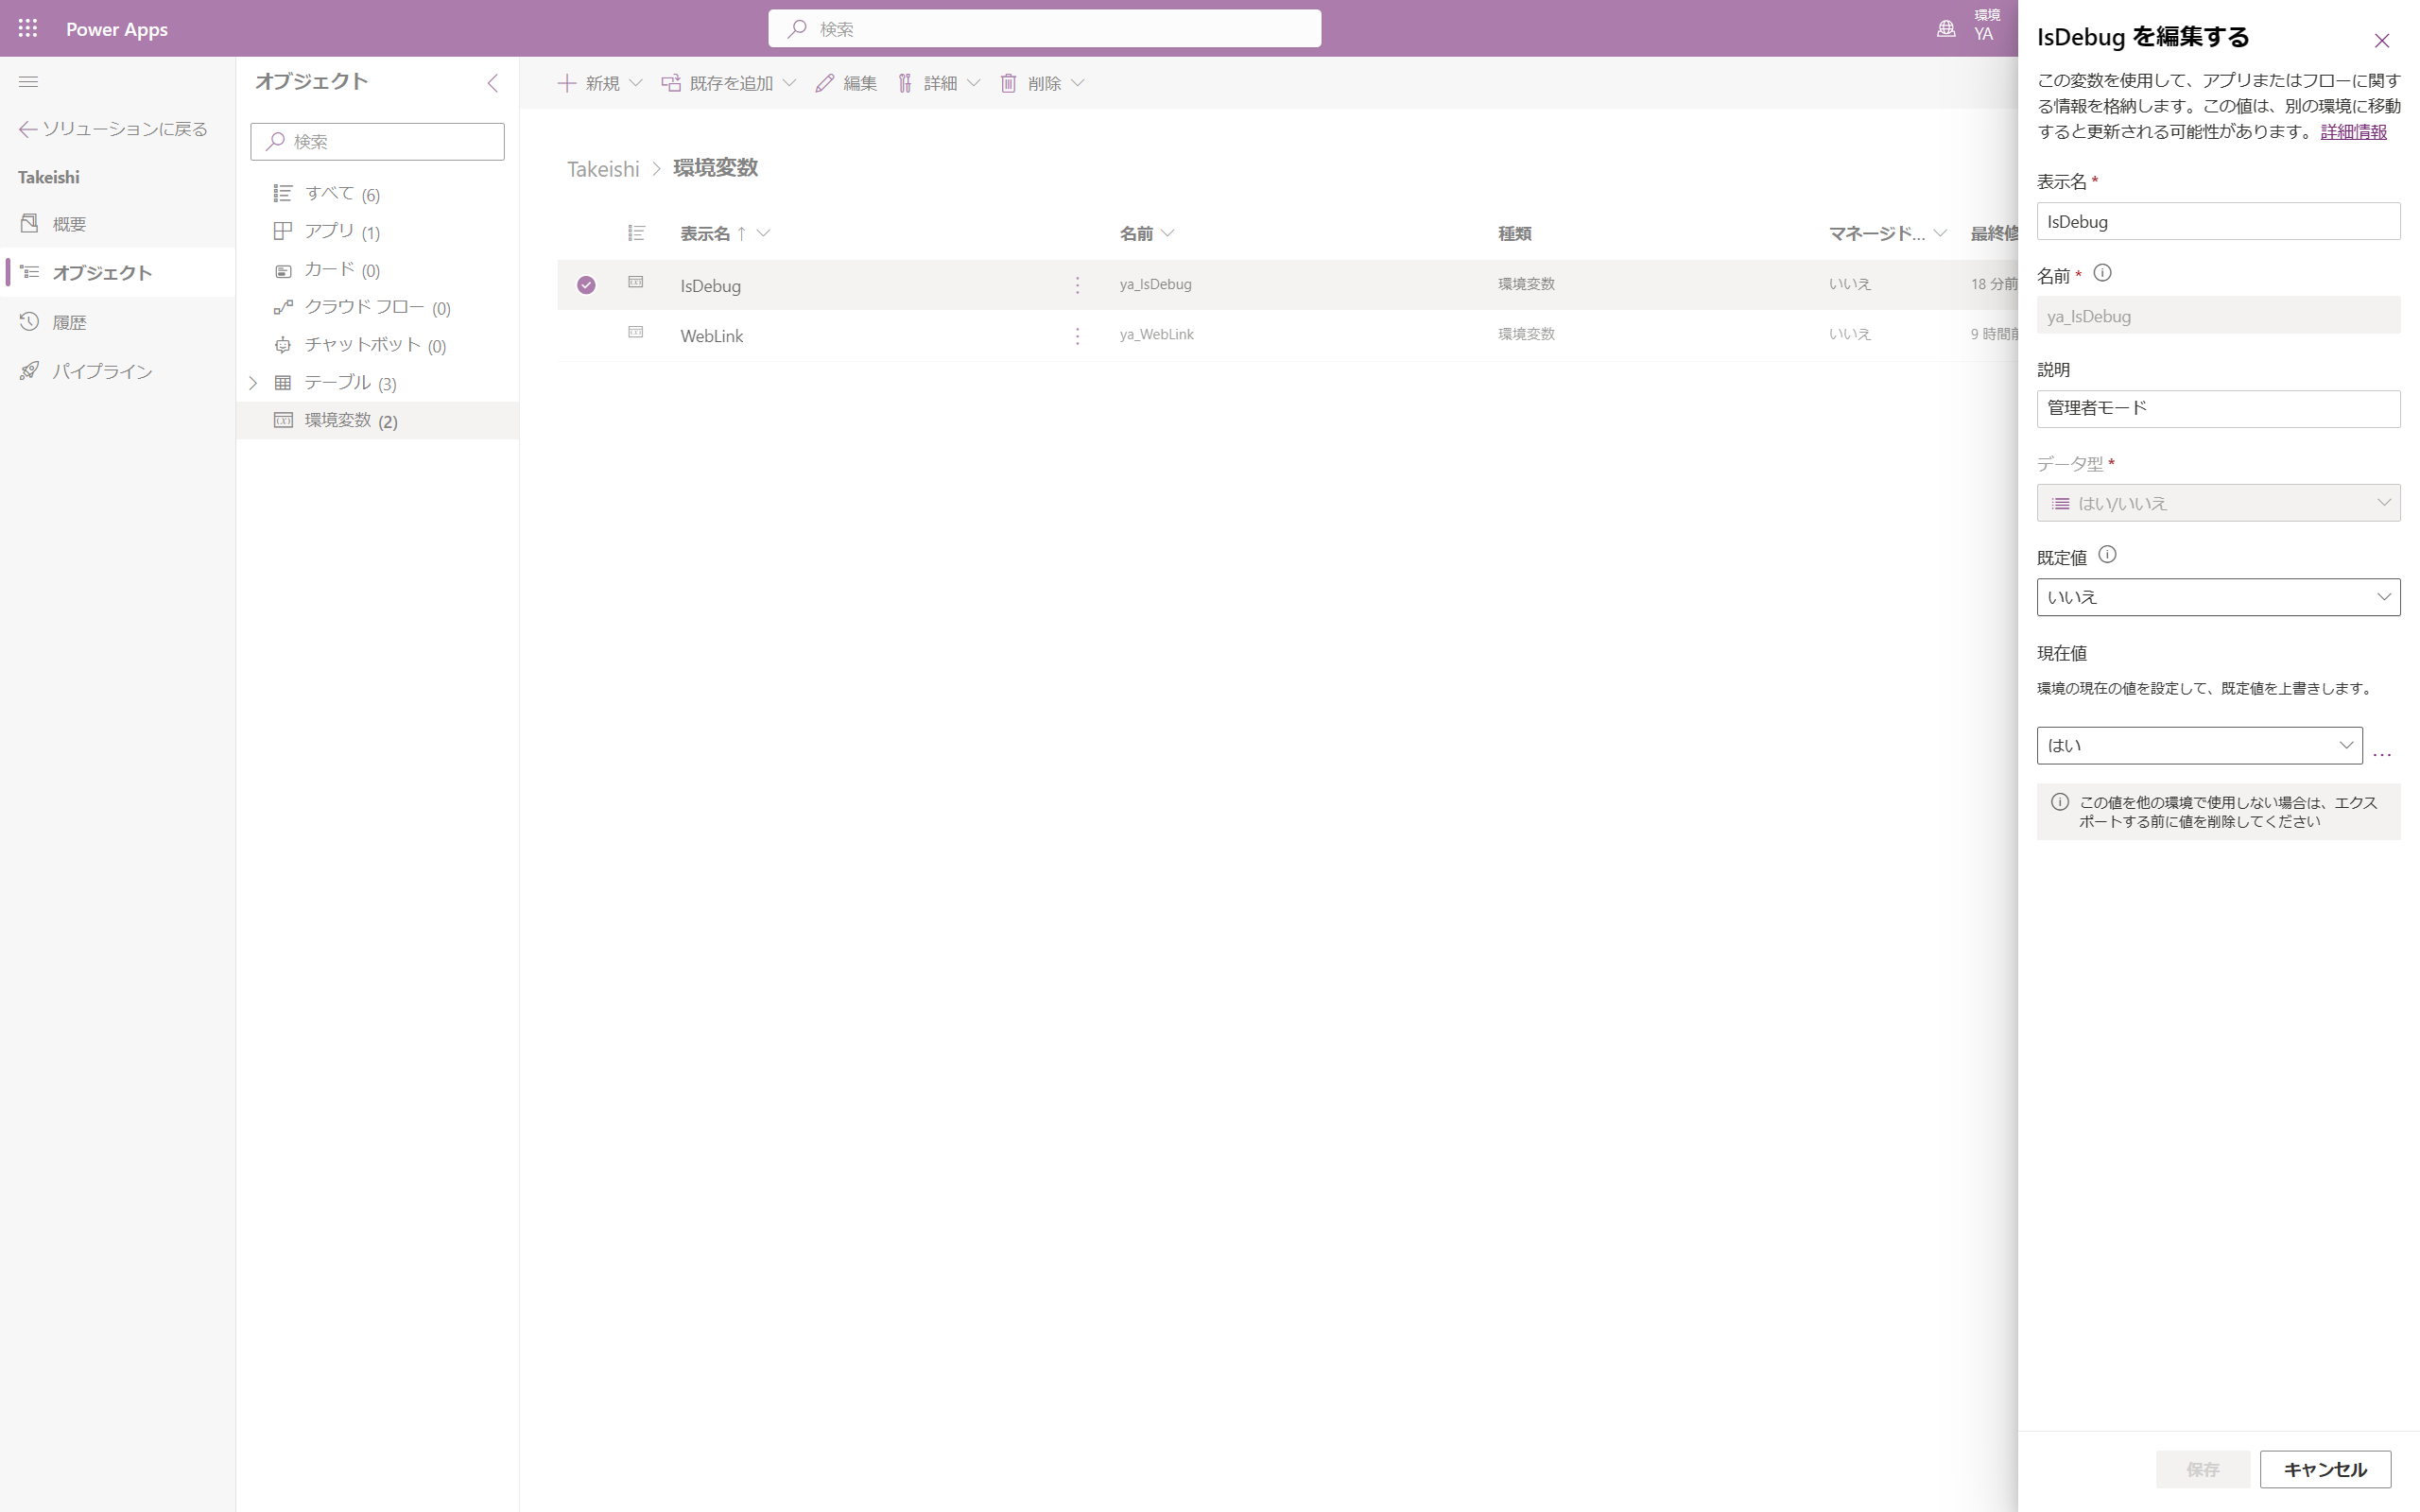 Power Apps
検索
環境
YA
ソリューションに戻る
Takeishi
概要
オブジェクト
履歴
パイプライン
オブジェクト
検索
すべて (6)
アプリ (1)
カード (0)
クラウド フロー (0)
チャットボット (0)
テーブル (3)
環境変数 (2)
新規 既存を追加 編集 詳細 削除
Takeishi > 環境変数
表示名 ↑ 名前 種類 マネージド... 最終修
IsDebug ya_IsDebug 環境変数 いいえ 18 分前
WebLink ya_WebLink 環境変数 いいえ 9 時間前
IsDebug を編集する
この変数を使用して、アプリまたはフローに関す
る情報を格納します。この値は、別の環境に移動
すると更新される可能性があります。詳細情報
表示名 *
IsDebug
名前 *
ya_IsDebug
説明
管理者モード
データ型 *
はい/いいえ
既定値
いいえ
現在値
環境の現在の値を設定して、既定値を上書きします。
はい
...
この値を他の環境で使用しない場合は、エクス
ポートする前に値を削除してください
保存 キャンセル